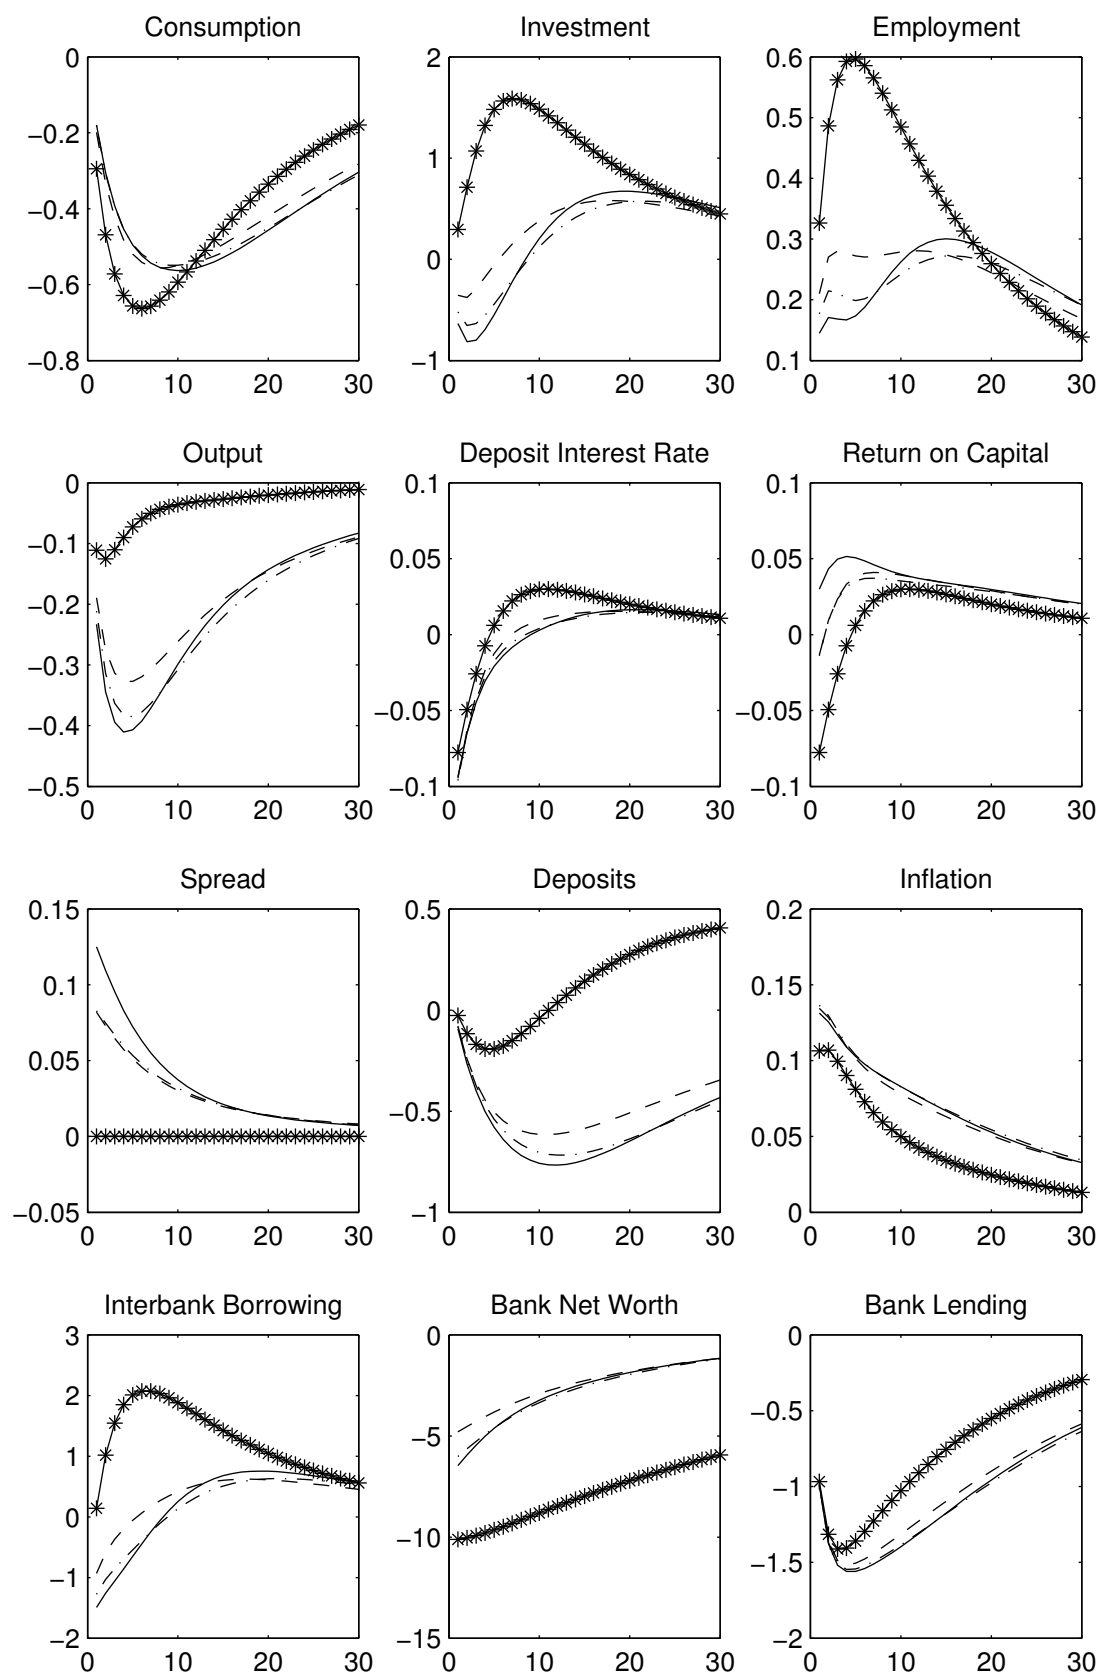 Consumption Investment Employment
0 2 0.6
0.5
−0.2
1
0.4
−0.4
0.3
0
−0.6
0.2
−0.8 −1 0.1
0 10 20 30 0 10 20 30 0 10 20 30
Output Deposit Interest Rate Return on Capital
0 0.1 0.1
−0.1
0.05 0.05
−0.2
0 0
−0.3
−0.05 −0.05
−0.4
−0.5 −0.1 −0.1
0 10 20 30 0 10 20 30 0 10 20 30
Spread Deposits Inflation
0.15 0.5 0.2
0.1 0.15
0
0.05 0.1
−0.5
0 0.05
−0.05 −1 0
0 10 20 30 0 10 20 30 0 10 20 30
Interbank Borrowing Bank Net Worth Bank Lending
3 0 0
2
−5 −0.5
1
−10 −1
0
−1
−1.5
−2 −15 −2
0 10 20 30 0 10 20 30 0 10 20 30